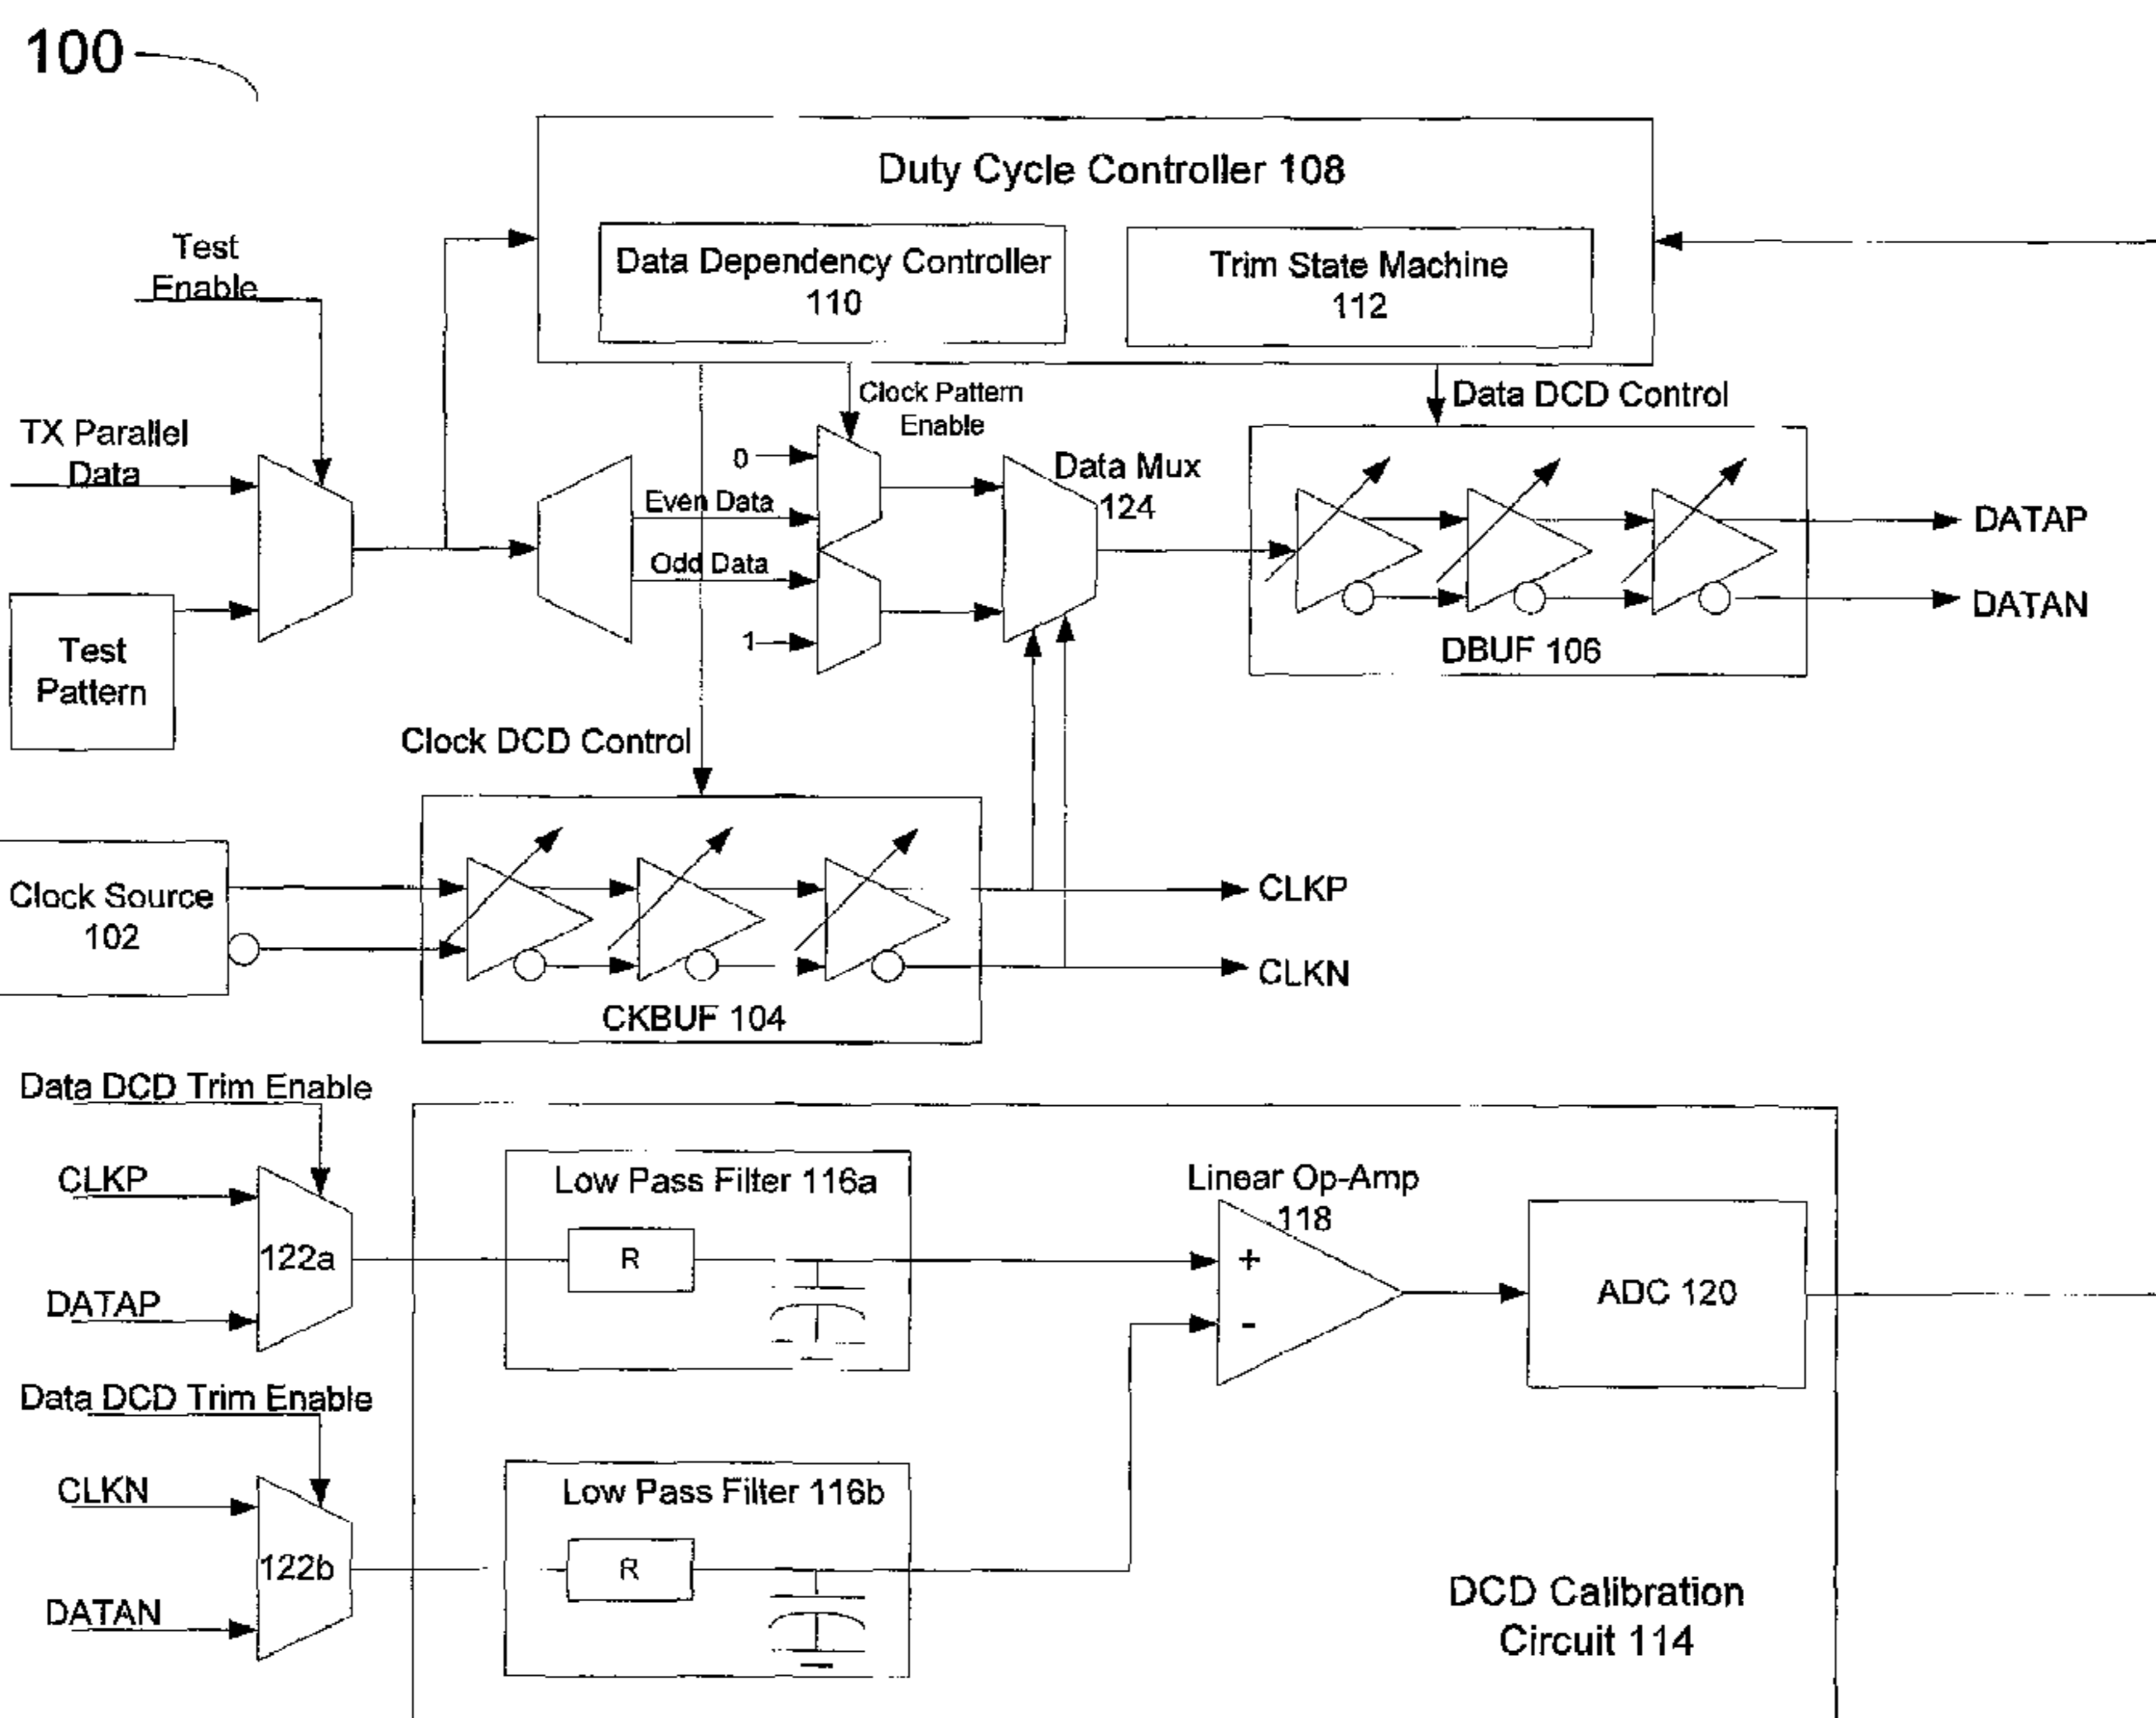 100
Duty Cycle Controller 108
Data Dependency Controller
110
Trim State Machine
112
Test
Enable
Clock Pattern
Enable
Data DCD Control
TX Parallel
Data
0
Even Data
Odd Data
1
Data Mux
124
DATAP
DATAN
DBUF 106
Test
Pattern
Clock DCD Control
Clock Source
102
CLKP
CLKN
CKBUF 104
Data DCD Trim Enable
CLKP
122a
DATAP
Low Pass Filter 116a
R
Linear Op-Amp
118
+
-
ADC 120
Data DCD Trim Enable
CLKN
122b
DATAN
Low Pass Filter 116b
R
DCD Calibration
Circuit 114